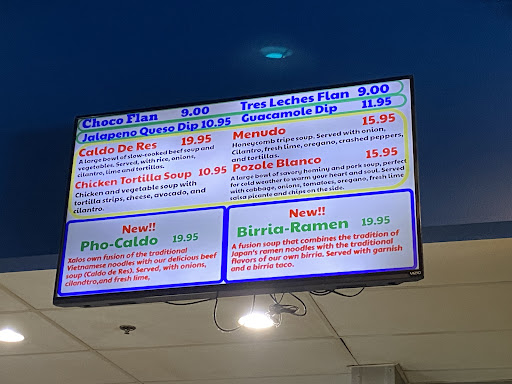 Choco Flan 9.00 Tres Leches Flan 9.00
Jalapeno Queso Dip 10.95 Guacamole Dip 11.95
Caldo De Res 19.95
A large bowl of slow-cooked beef soup and
vegetables. Served, with rice, onions,
cilantro, lime and tortillas.
Chicken Tortilla Soup 10.95
Chicken and vegetable soup with
tortilla strips, cheese, avocado, and
cilantro.
Menudo 15.95
Honeycomb tripe soup. Served with onion,
Cilantro, fresh lime, oregano, crashed peppers,
and tortillas.
Pozole Blanco 15.95
A large bowl of savory hominy and pork soup, perfect
for cold weather to warm your heart and soul. Served
with cabbage, onions, tomatoes, oregano, fresh lime
salsa picante and chips on the side.
New!!
Pho-Caldo 19.95
Xalos own fusion of the traditional
Vietnamese noodles with our delicious beef
soup (Caldo de Res). Served, with onions,
cilandtro,and fresh lime,
New!!
Birria-Ramen 19.95
A fusion soup that combines the tradition of
Japan's ramen noodles with the traditional
flavors of our own birria, Served with garnish
and a birria taco.
VIZIO